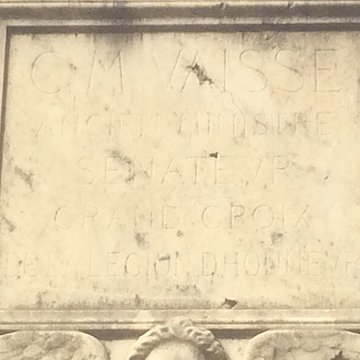 C.M. VAISSE
ANCIEN MINISTRE
SENATEVR
GRAND CROIX
DE LA LEGION D'HONNEVR